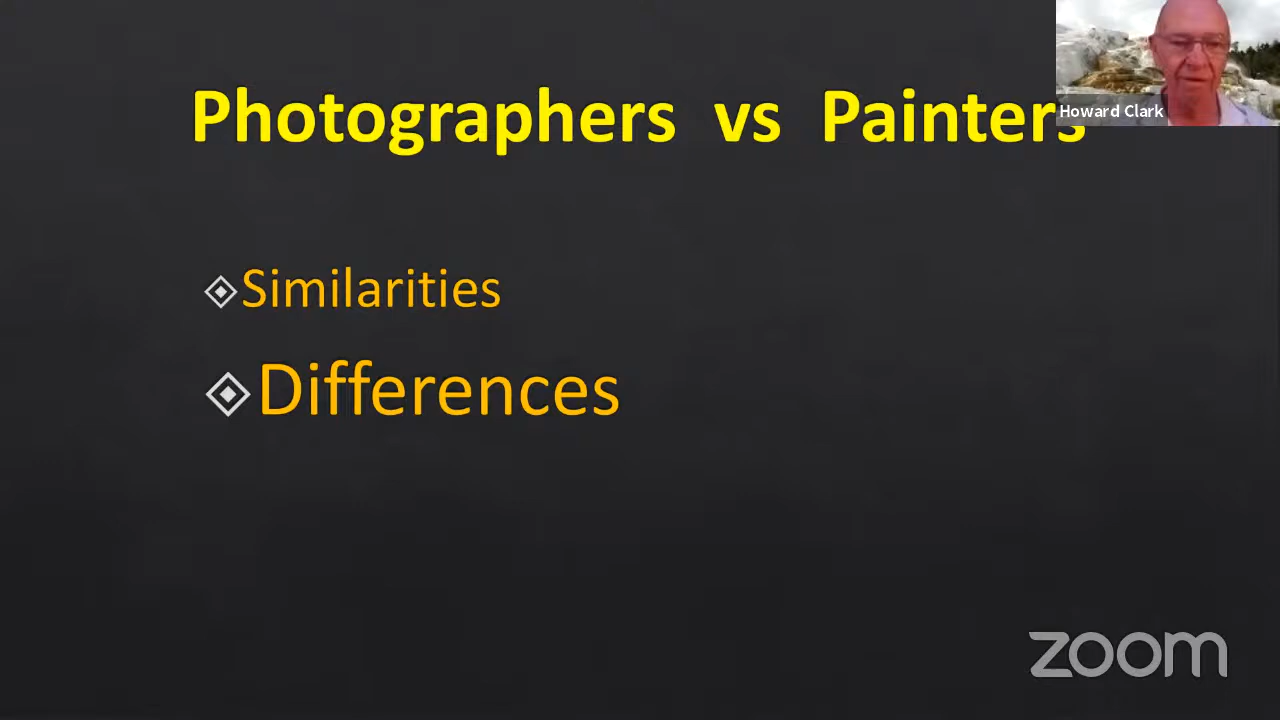 Photographers vs Painters
Howard Clark
Similarities
Differences
zoom